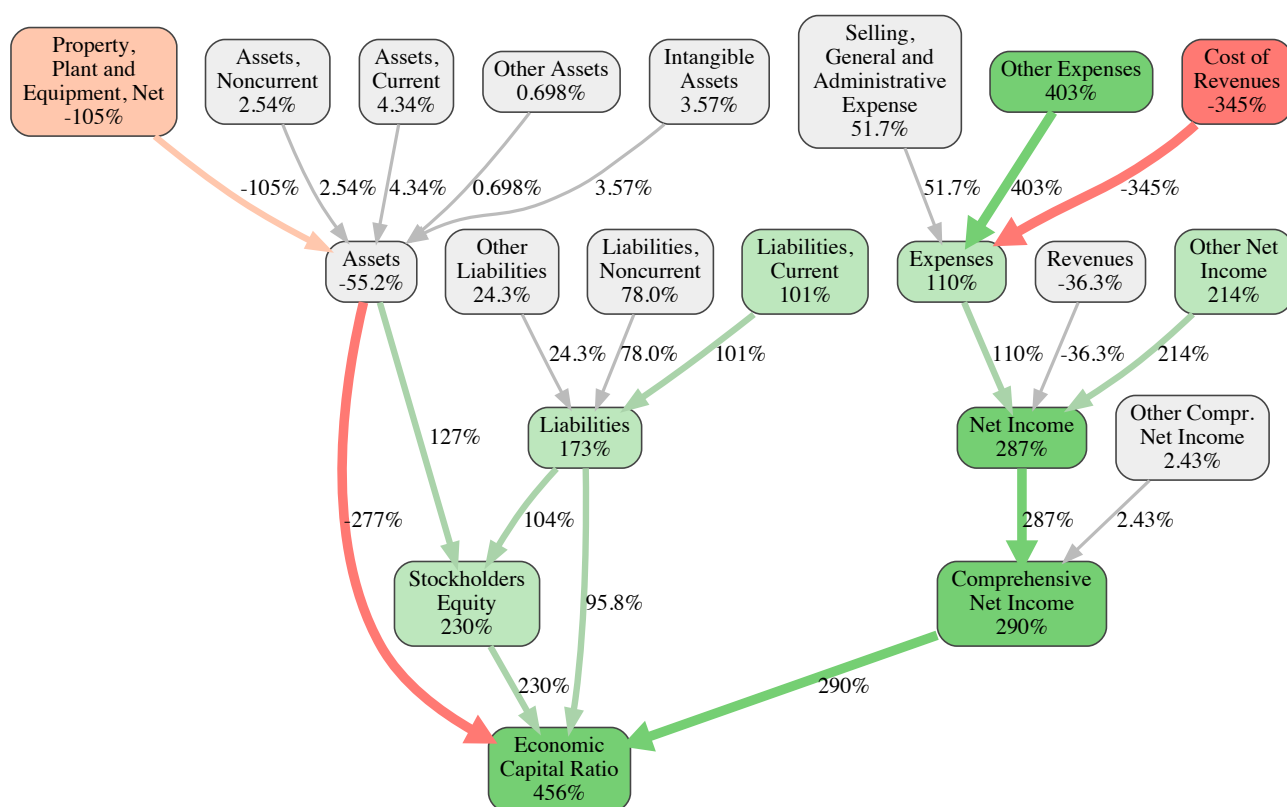 Property,
Plant and
Equipment, Net
-105%
Assets,
Noncurrent
2.54%
Assets,
Current
4.34%
Other Assets
0.698%
Intangible
Assets
3.57%
Selling,
General and
Administrative
Expense
51.7%
Other Expenses
403%
Cost of
Revenues
-345%
-105%
2.54%
4.34%
0.698%
3.57%
51.7%
403%
-345%
Assets
-55.2%
Other
Liabilities
24.3%
Liabilities,
Noncurrent
78.0%
Liabilities,
Current
101%
Expenses
110%
Revenues
-36.3%
Other Net
Income
214%
24.3%
78.0%
101%
110%
-36.3%
214%
127%
Liabilities
173%
Net Income
287%
Other Compr.
Net Income
2.43%
-277%
104%
287%
2.43%
Stockholders
Equity
230%
95.8%
Comprehensive
Net Income
290%
230%
290%
Economic
Capital Ratio
456%